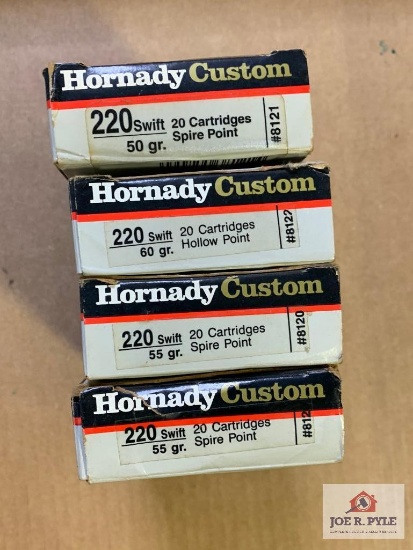 Hornady Custom
220 Swift 20 Cartridges
50 gr. Spire Point
#8121
Hornady Custom
220 Swift 20 Cartridges
60 gr. Hollow Point
#8122
Hornady Custom
220 Swift 20 Cartridges
55 gr. Spire Point
#8120
Hornady Custom
220 Swift 20 Cartridges
55 gr. Spire Point
JOE R. PYLE